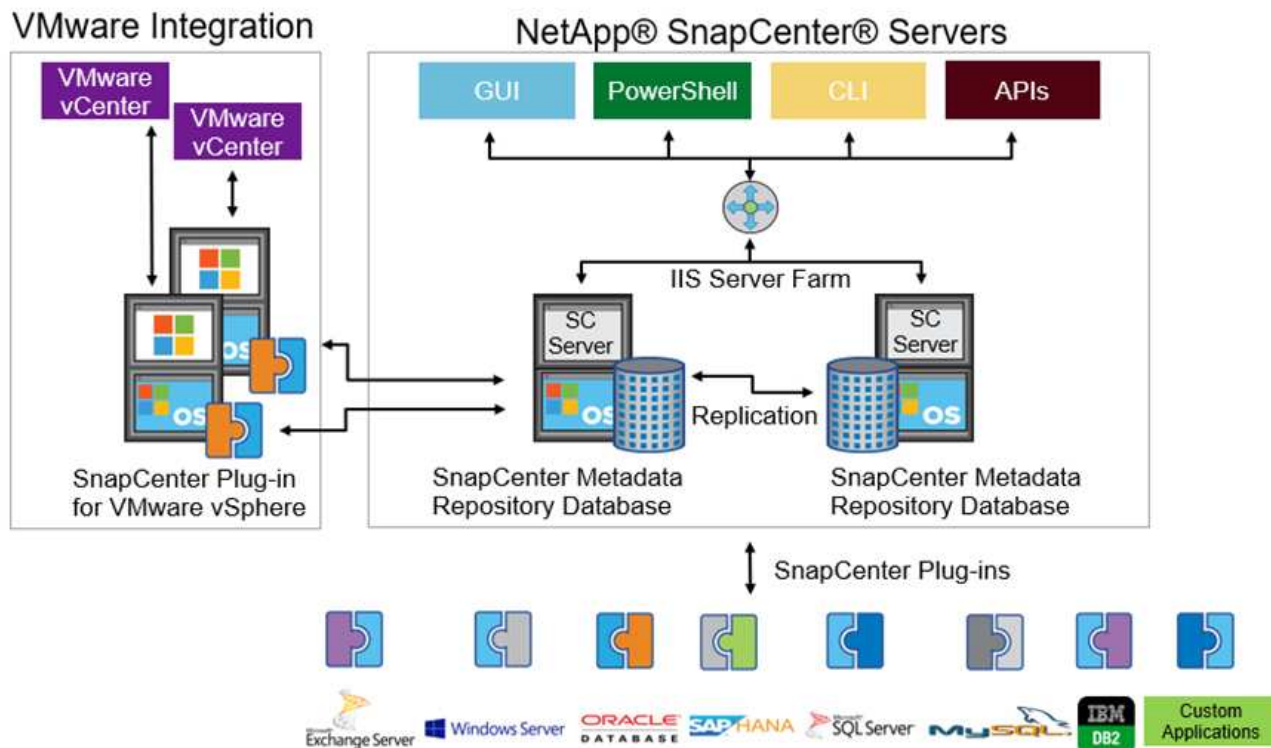 VMware Integration
VMware
vCenter
VMware
vCenter
OS
OS
SnapCenter Plug-in
for VMware vSphere
NetApp® SnapCenter® Servers
GUI
PowerShell
CLI
APIs
IIS Server Farm
SC
Server
OS
SC
Server
OS
Replication
SnapCenter Metadata
Repository Database
SnapCenter Metadata
Repository Database
SnapCenter Plug-ins
Microsoft
Exchange Server
Windows Server
ORACLE
DATABASE
SAP HANA
Microsoft
SQL Server
MySQL
IBM
DB2
Custom
Applications